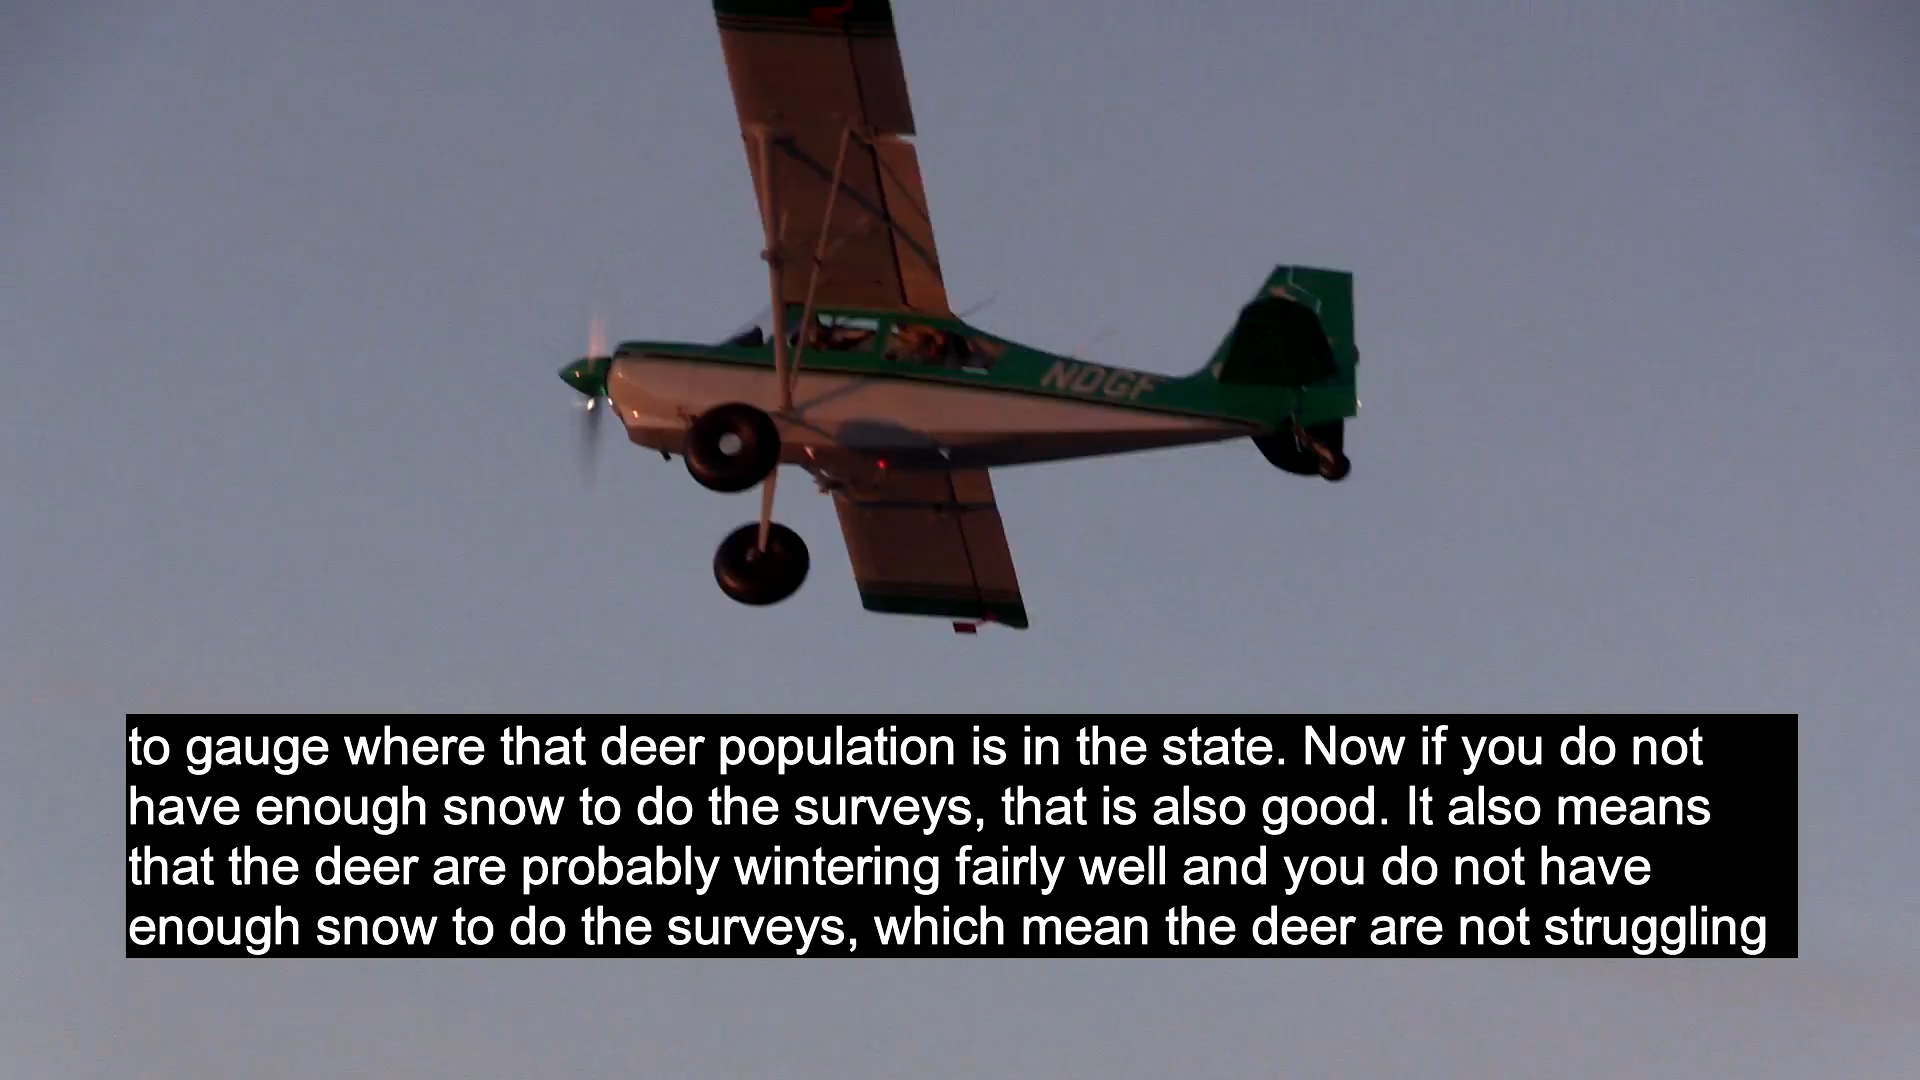 NDGF
to gauge where that deer population is in the state. Now if you do not
have enough snow to do the surveys, that is also good. It also means
that the deer are probably wintering fairly well and you do not have
enough snow to do the surveys, which mean the deer are not struggling